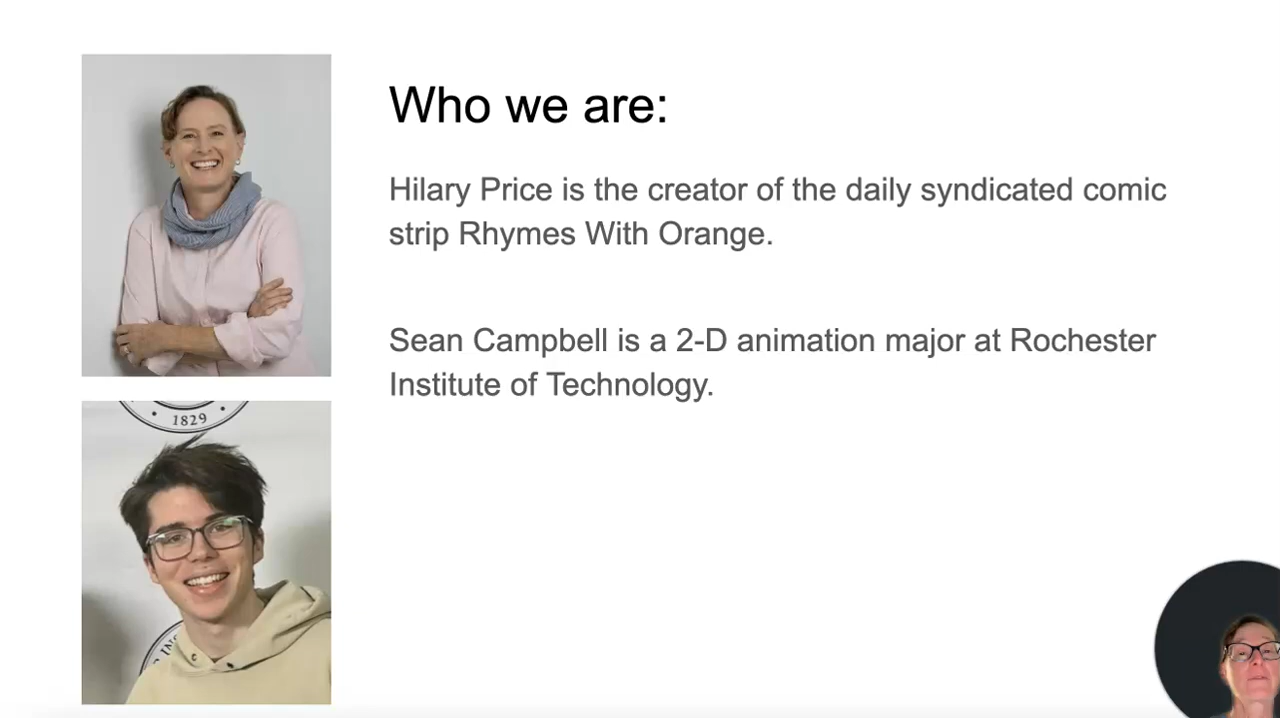 Who we are:
Hilary Price is the creator of the daily syndicated comic
strip Rhymes With Orange.
Sean Campbell is a 2-D animation major at Rochester
Institute of Technology.
• 1829 •